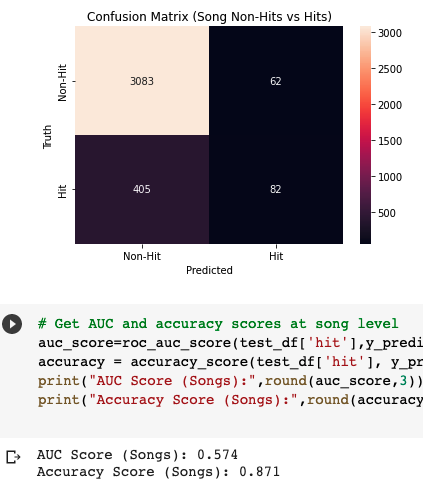 Confusion Matrix (Song Non-Hits vs Hits)
3083
62
405
82
Non-Hit
Hit
Truth
Non-Hit
Hit
Predicted
3000
2500
2000
1500
1000
500
# Get AUC and accuracy scores at song level
auc_score=roc_auc_score(test_df['hit'],y_predi
accuracy = accuracy_score(test_df['hit'], y_pr
print("AUC Score (Songs):",round(auc_score,3))
print("Accuracy Score (Songs):",round(accuracy
AUC Score (Songs): 0.574
Accuracy Score (Songs): 0.871